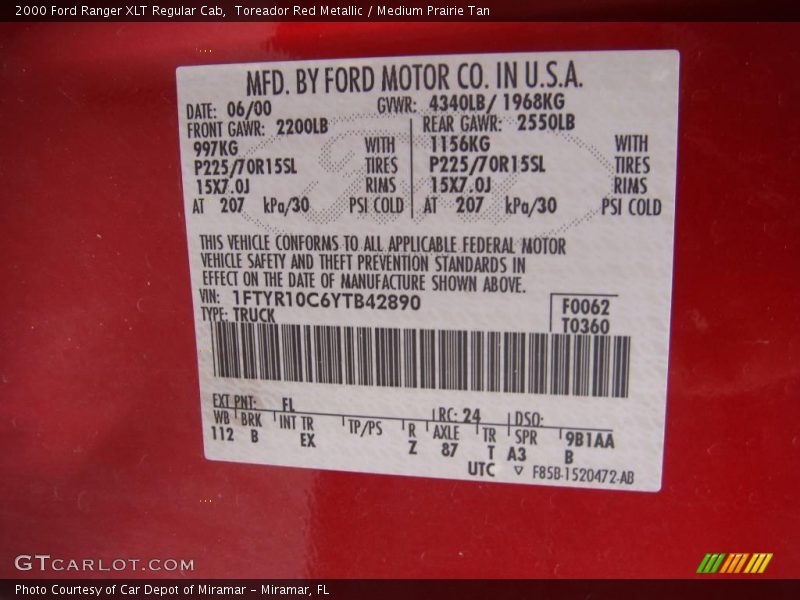 2000 Ford Ranger XLT Regular Cab,  Toreador Red Metallic / Medium Prairie Tan
MFD. BY FORD MOTOR CO. IN U.S.A.
DATE: 06/00 GVWR: 4340LB/ 1968KG
FRONT GAWR: 2200LB REAR GAWR: 2550LB
997KG WITH 1156KG WITH
P225/70R15SL TIRES P225/70R15SL TIRES
15X7.0J RIMS 15X7.0J RIMS
AT 207 kPa/30 PSI COLD AT 207 kPa/30 PSI COLD
THIS VEHICLE CONFORMS TO ALL APPLICABLE FEDERAL MOTOR
VEHICLE SAFETY AND THEFT PREVENTION STANDARDS IN
EFFECT ON THE DATE OF MANUFACTURE SHOWN ABOVE.
VIN: 1FTYR10C6YTB42890 F0062
TYPE: TRUCK T0360
EXT PNT: FL RC: 24 DSO:
WB BRK INT TR TP/PS R AXLE TR SPR 9B1AA
112 B EX Z 87 T A3 B
UTC ▽ F85B-1520472-AB
GTCARLOT.COM
Photo Courtesy of Car Depot of Miramar – Miramar, FL